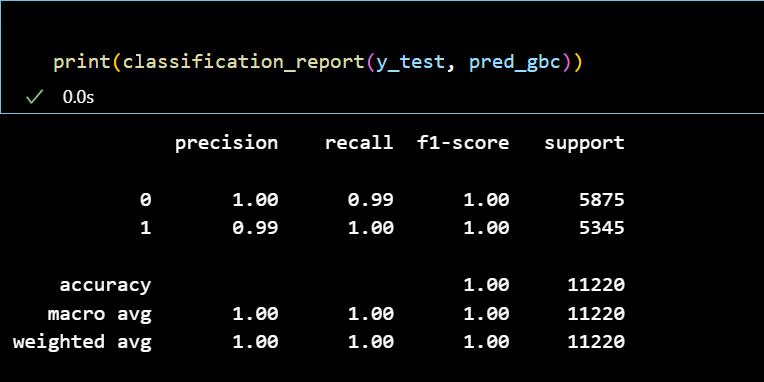 print(classification_report(y_test, pred_gbc))
0.0s
precision recall f1-score support
0 1.00 0.99 1.00 5875
1 0.99 1.00 1.00 5345
accuracy 1.00 11220
macro avg 1.00 1.00 1.00 11220
weighted avg 1.00 1.00 1.00 11220